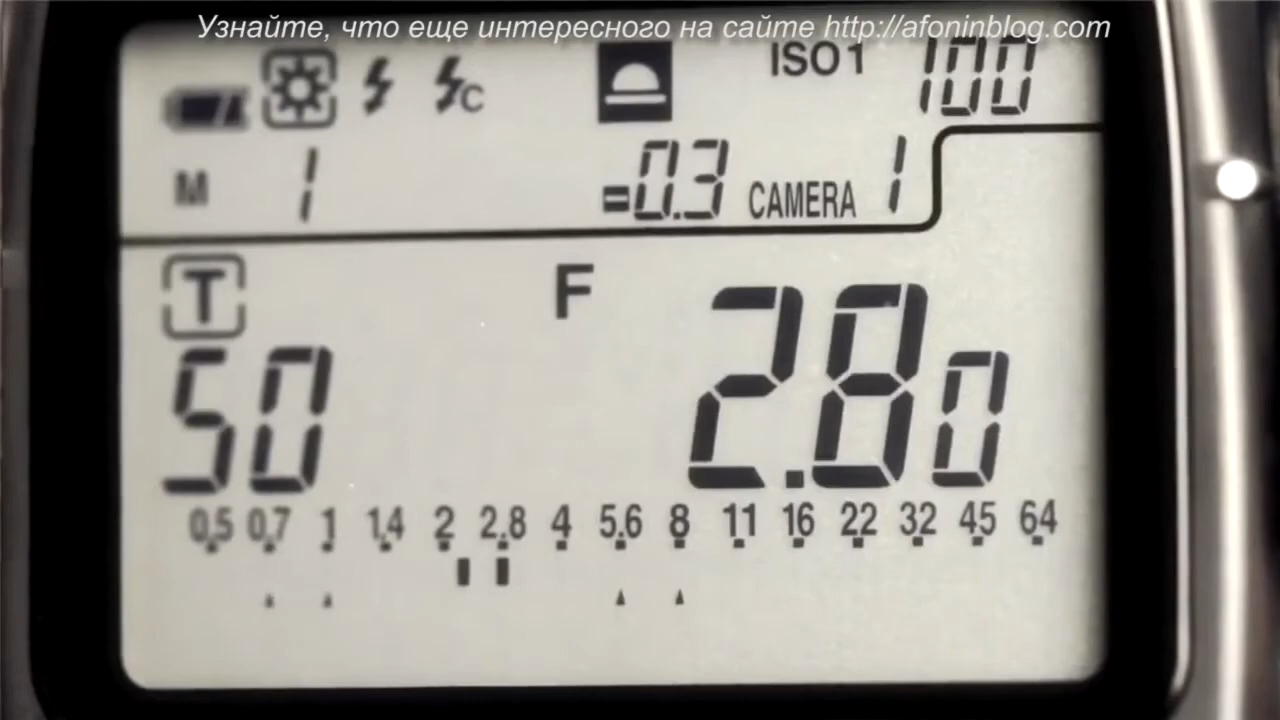 Узнайте, что еще интересного на сайте http://afoninblog.com
C ISO 1 100
M 1 =0.3 CAMERA 1
T F
50 2.80
0,5 0,7 1 1,4 2 2,8 4 5,6 8 11 16 22 32 45 64